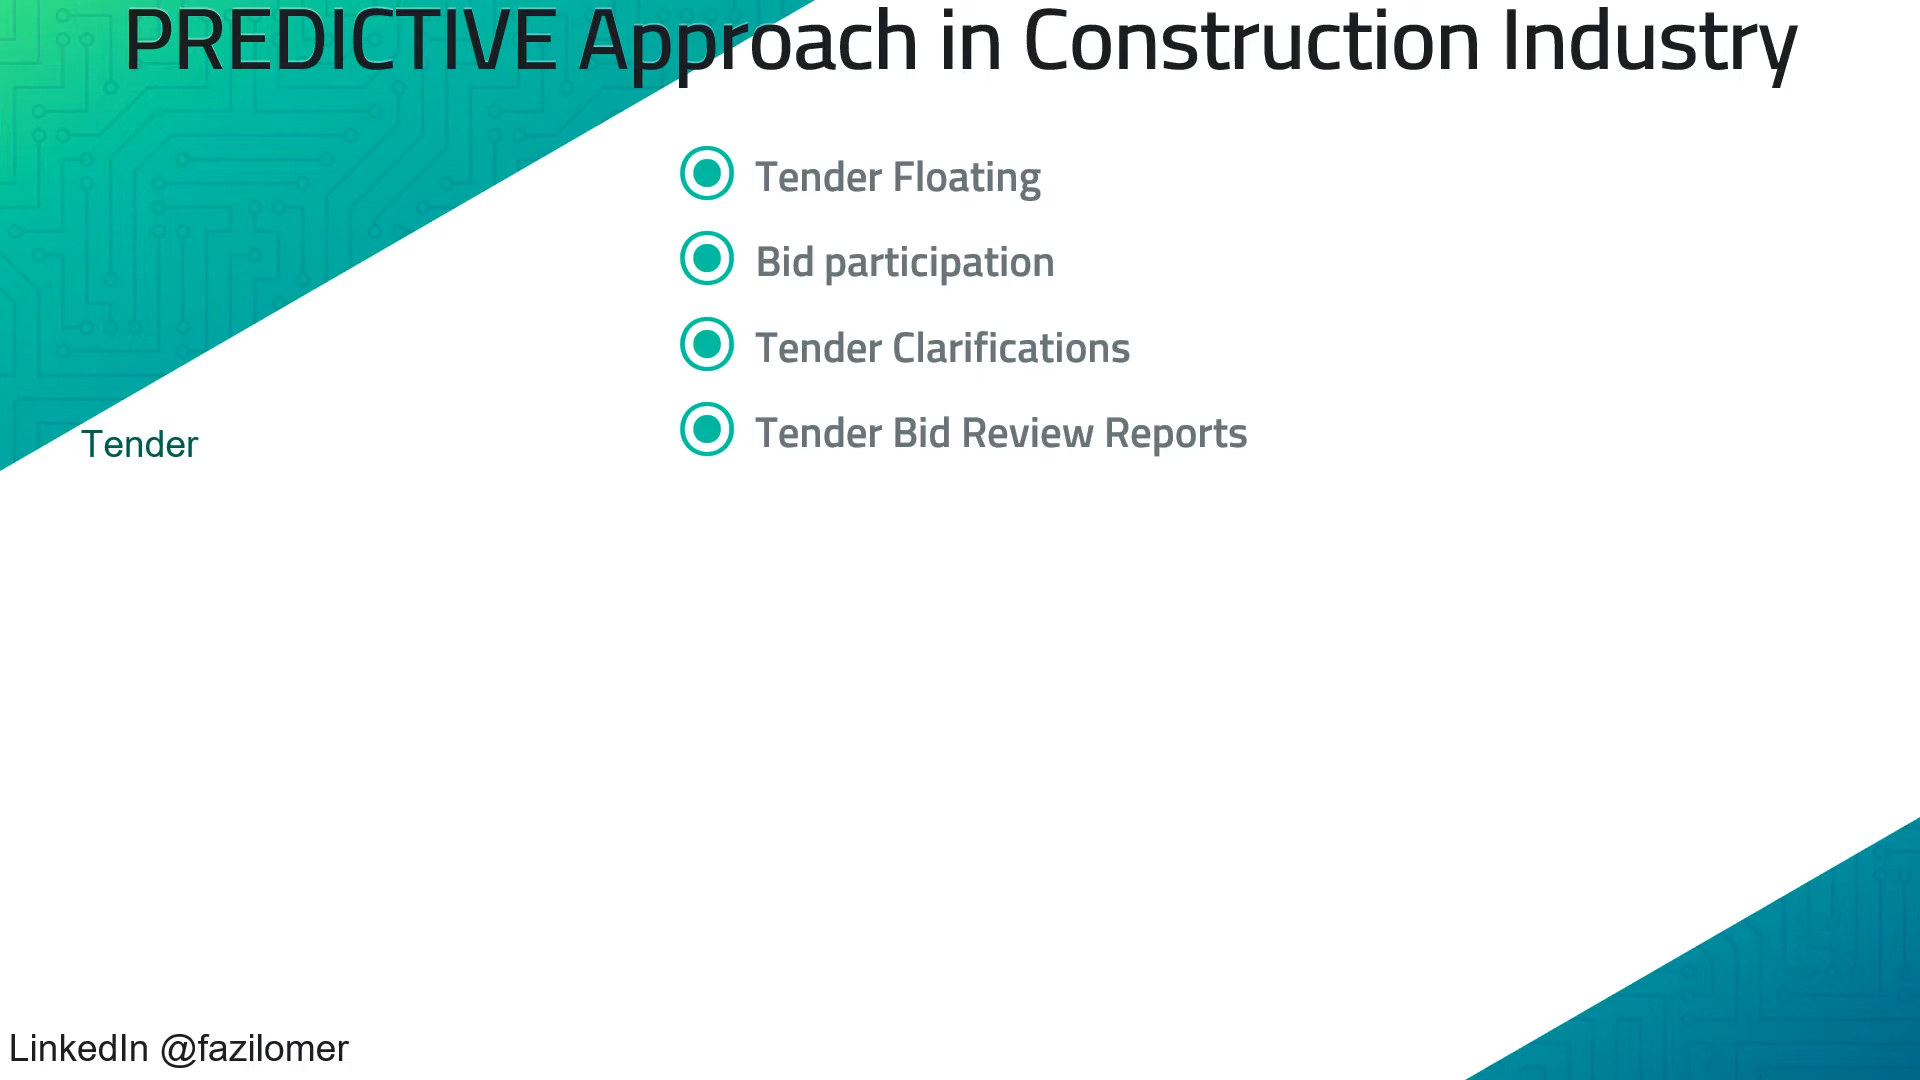 PREDICTIVE Approach in Construction Industry
Tender Floating
Bid participation
Tender Clarifications
Tender Bid Review Reports
Tender
LinkedIn @fazilomer